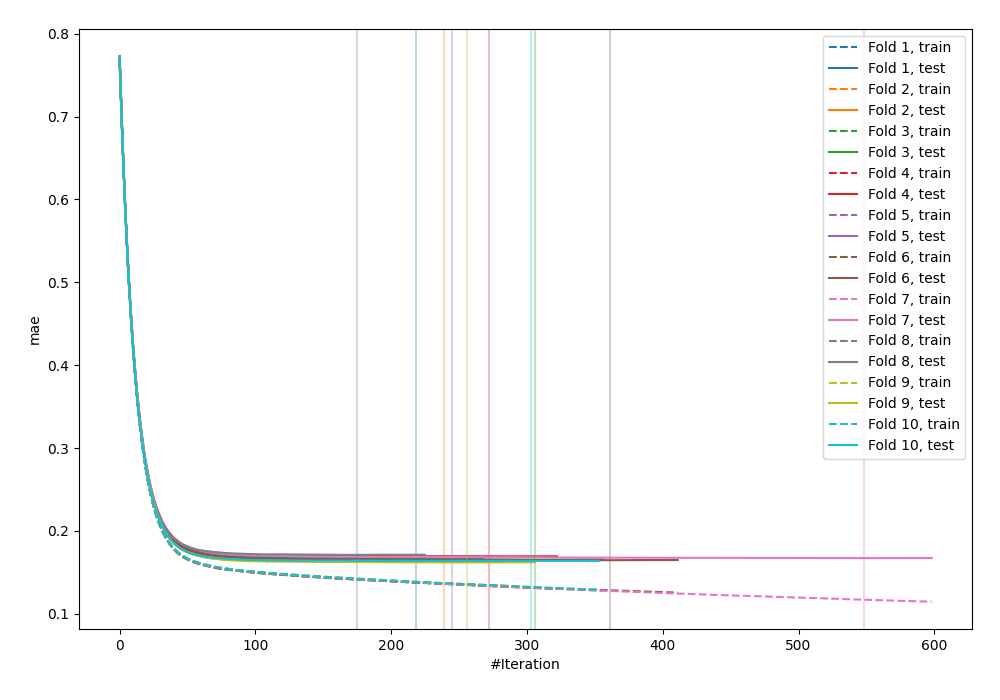 0.8
0.7
0.6
0.5
0.4
0.3
0.2
0.1
mae
0
100
200
300
400
500
600
#Iteration
Fold 1, train
Fold 1, test
Fold 2, train
Fold 2, test
Fold 3, train
Fold 3, test
Fold 4, train
Fold 4, test
Fold 5, train
Fold 5, test
Fold 6, train
Fold 6, test
Fold 7, train
Fold 7, test
Fold 8, train
Fold 8, test
Fold 9, train
Fold 9, test
Fold 10, train
Fold 10, test